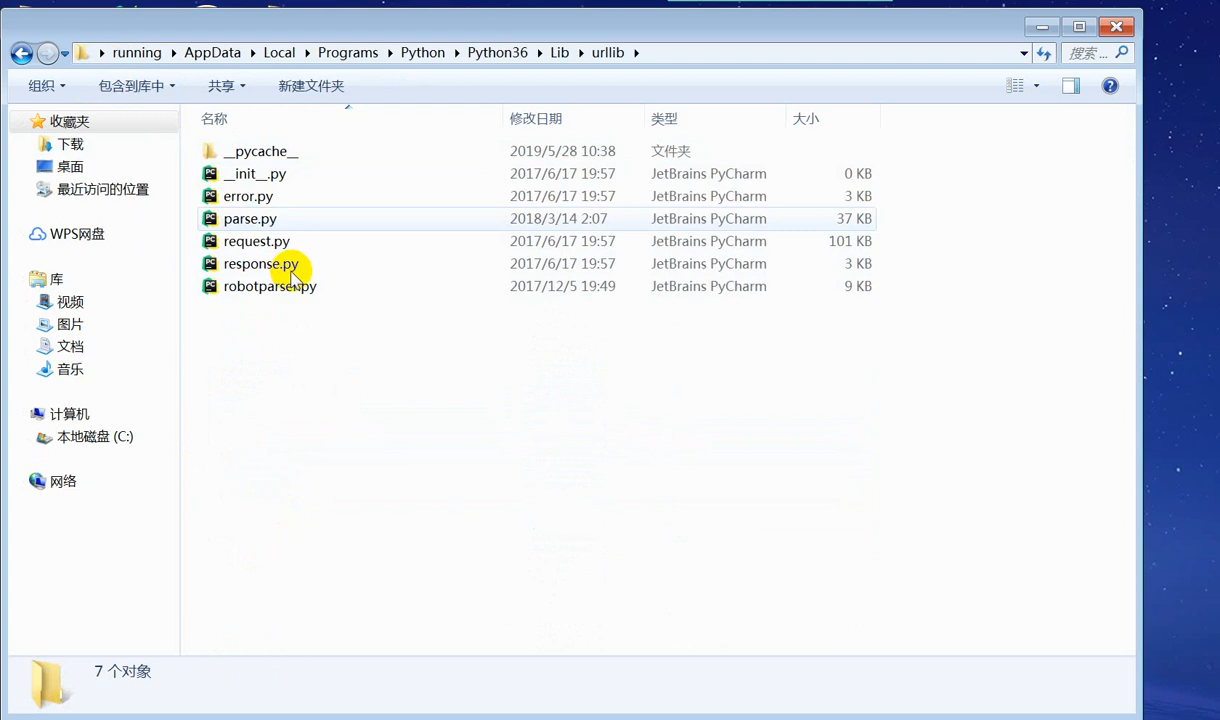 running AppData Local Programs Python Python36 Lib urllib 搜索 ...
组织 包含到库中 共享 新建文件夹
名称 修改日期 类型 大小
__pycache__ 2019/5/28 10:38 文件夹
__init__.py 2017/6/17 19:57 JetBrains PyCharm 0 KB
error.py 2017/6/17 19:57 JetBrains PyCharm 3 KB
parse.py 2018/3/14 2:07 JetBrains PyCharm 37 KB
request.py 2017/6/17 19:57 JetBrains PyCharm 101 KB
response.py 2017/6/17 19:57 JetBrains PyCharm 3 KB
robotparser.py 2017/12/5 19:49 JetBrains PyCharm 9 KB
收藏夹
下载
桌面
最近访问的位置
WPS网盘
库
视频
图片
文档
音乐
计算机
本地磁盘 (C:)
网络
7 个对象